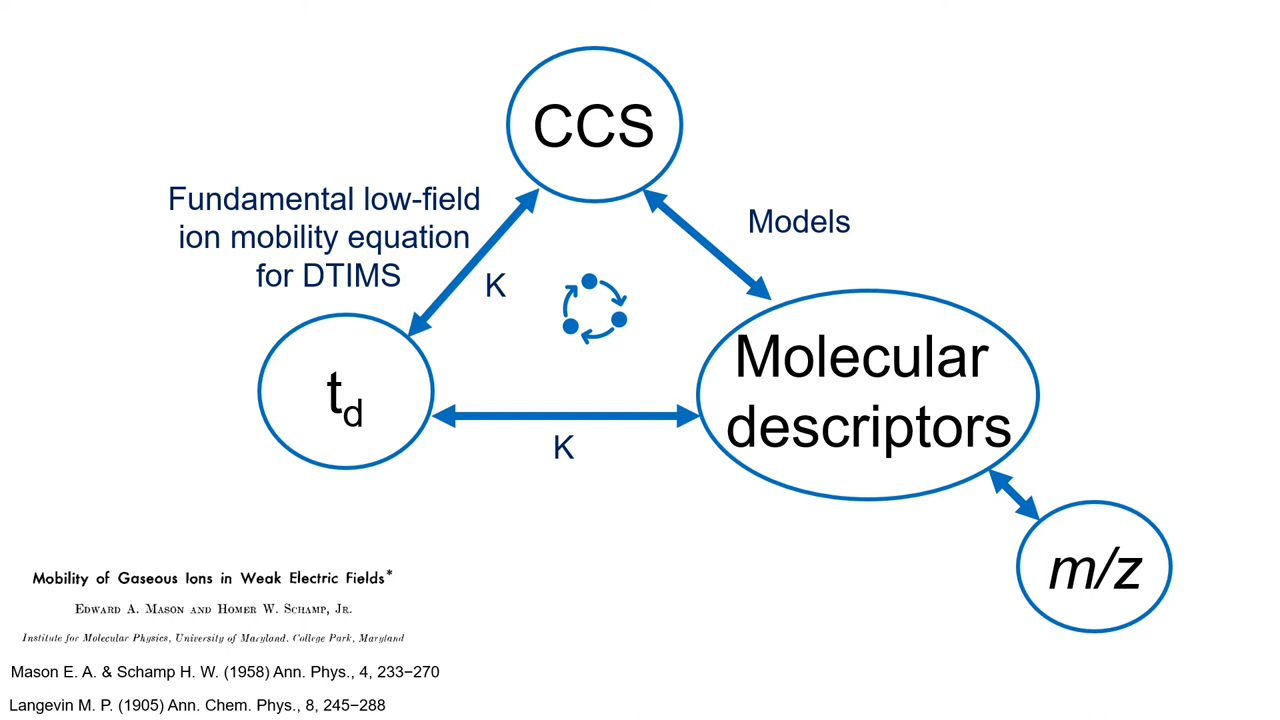 CCS
Fundamental low-field
ion mobility equation
for DTIMS
K
Models
td
K
Molecular
descriptors
m/z
Mobility of Gaseous Ions in Weak Electric Fields*
EDWARD A. MASON AND HOMER W. SCHAMP, JR.
Institute for Molecular Physics, University of Maryland, College Park, Maryland
Mason E. A. & Schamp H. W. (1958) Ann. Phys., 4, 233−270
Langevin M. P. (1905) Ann. Chem. Phys., 8, 245−288